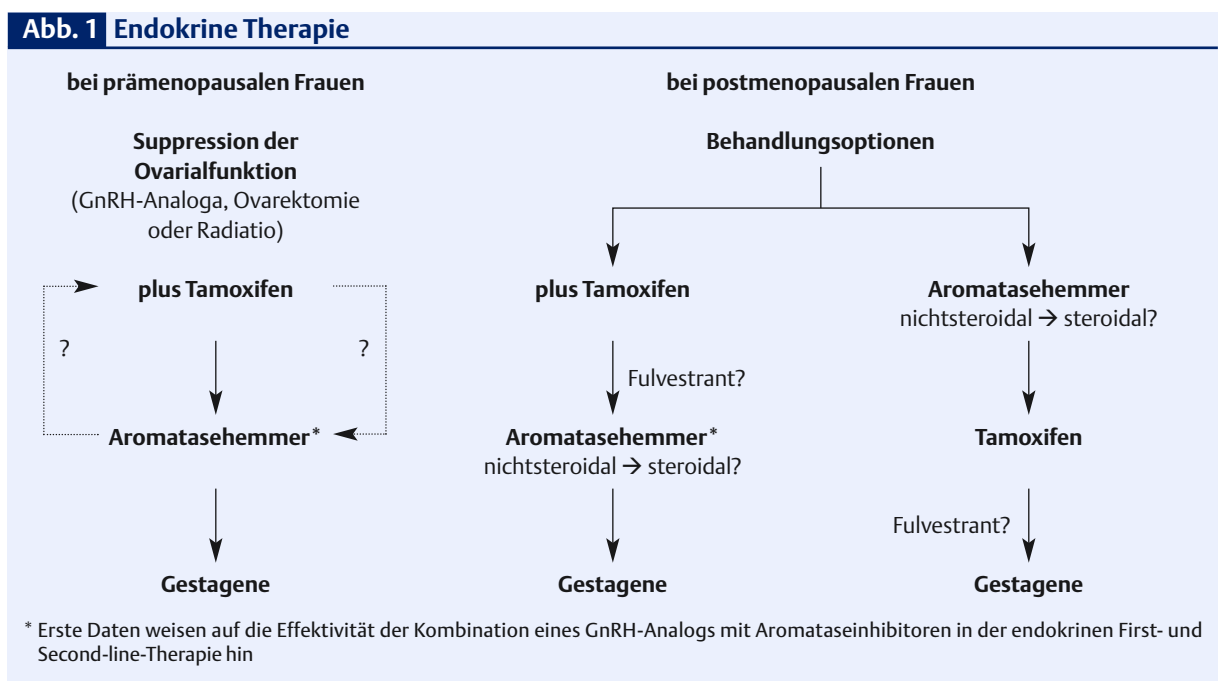 Abb. 1 Endokrine Therapie
bei prämenopausalen Frauen
Suppression der
Ovarialfunktion
(GnRH-Analoga, Ovarektomie
oder Radiatio)
plus Tamoxifen
?
?
Aromatasehemmer*
Gestagene
bei postmenopausalen Frauen
Behandlungsoptionen
plus Tamoxifen
Fulvestrant?
Aromatasehemmer*
nichtsteroidal → steroidal?
Gestagene
Aromatasehemmer
nichtsteroidal → steroidal?
Tamoxifen
Fulvestrant?
Gestagene
* Erste Daten weisen auf die Effektivität der Kombination eines GnRH-Analogs mit Aromataseinhibitoren in der endokrinen First- und
Second-line-Therapie hin